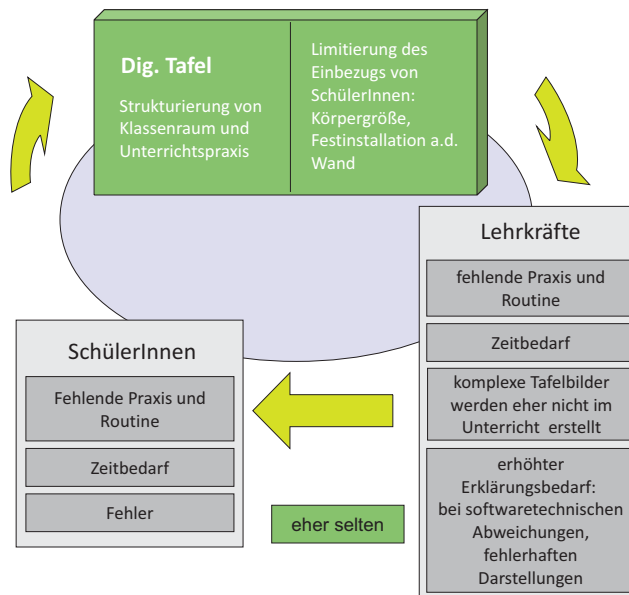 Dig. Tafel
Strukturierung von
Klassenraum und
Unterrichtspraxis
Limitierung des
Einbezugs von
SchülerInnen:
Körpergröße,
Festinstallation a.d.
Wand
Lehrkräfte
fehlende Praxis und
Routine
Zeitbedarf
komplexe Tafelbilder
werden eher nicht im
Unterricht erstellt
erhöhter
Erklärungsbedarf:
bei softwaretechnischen
Abweichungen,
fehlerhaften
Darstellungen
SchülerInnen
Fehlende Praxis und
Routine
Zeitbedarf
Fehler
eher selten